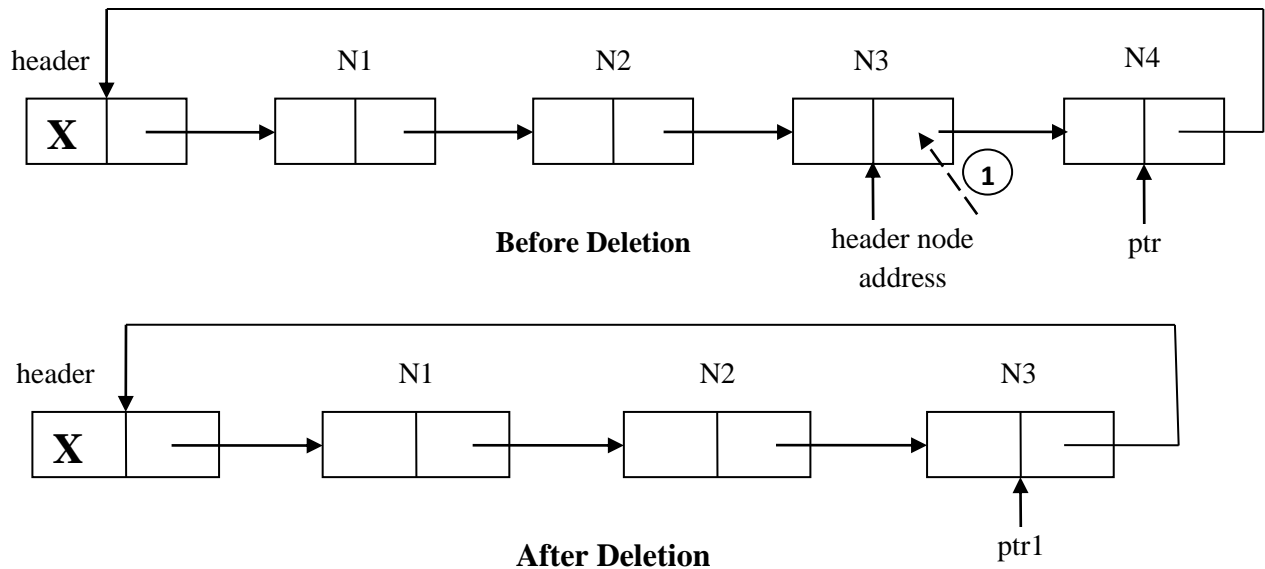 header
N1
N2
N3
N4
X
1
Before Deletion
header node
address
ptr
header
N1
N2
N3
X
ptr1
After Deletion